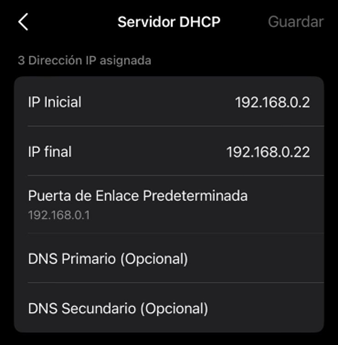 Servidor DHCP
Guardar
3 Dirección IP asignada
IP Inicial 192.168.0.2
IP final 192.168.0.22
Puerta de Enlace Predeterminada
192.168.0.1
DNS Primario (Opcional)
DNS Secundario (Opcional)